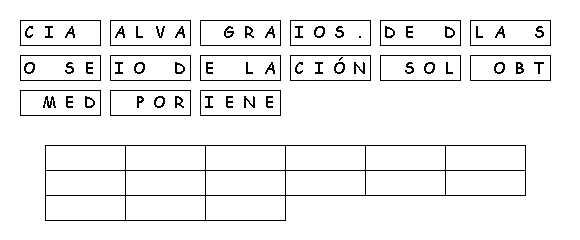 CIA ALVA GRA IOS. DE D LA S
O SE IO D E LA CIÓN SOL OBT
MED POR IENE